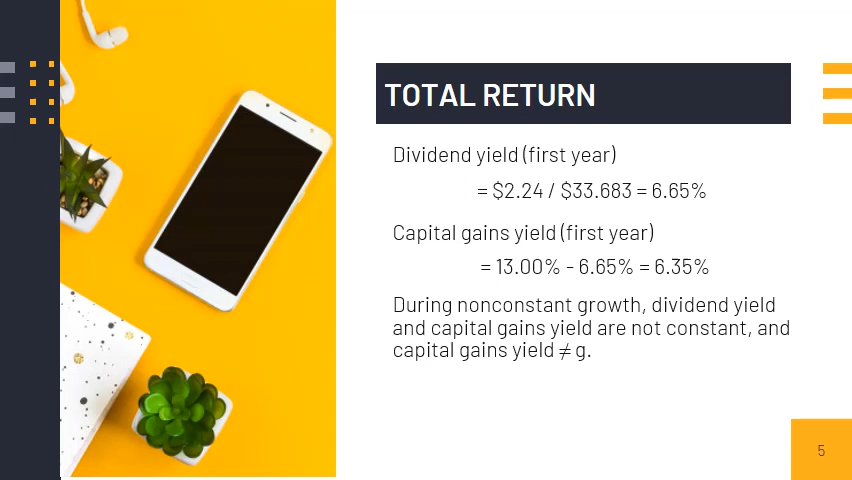 TOTAL RETURN
Dividend yield (first year)
= $2.24 / $33.683 = 6.65%
Capital gains yield (first year)
= 13.00% - 6.65% = 6.35%
During nonconstant growth, dividend yield
and capital gains yield are not constant, and
capital gains yield ≠ g.
5